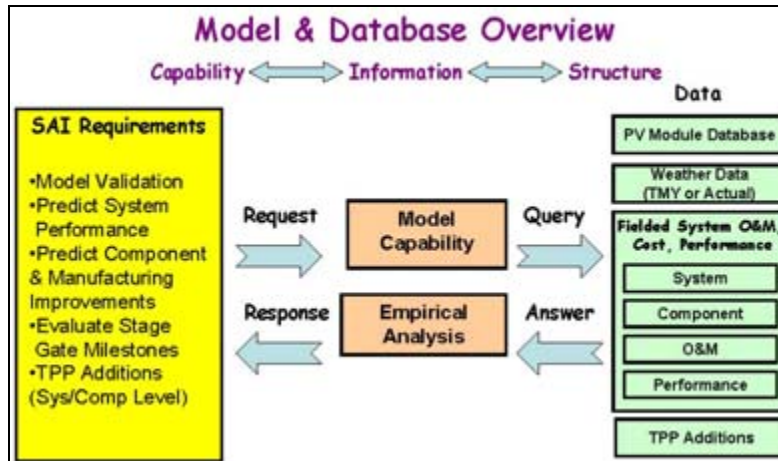 Model & Database Overview
Capability
Information
Structure
Data
SAI Requirements
•Model Validation
•Predict System
Performance
•Predict Component
& Manufacturing
Improvements
•Evaluate Stage
Gate Milestones
•TPP Additions
(Sys/Comp Level)
Request
Model
Capability
Query
Response
Empirical
Analysis
Answer
PV Module Database
Weather Data
(TMY or Actual)
Fielded System O&M,
Cost, Performance
System
Component
O&M
Performance
TPP Additions